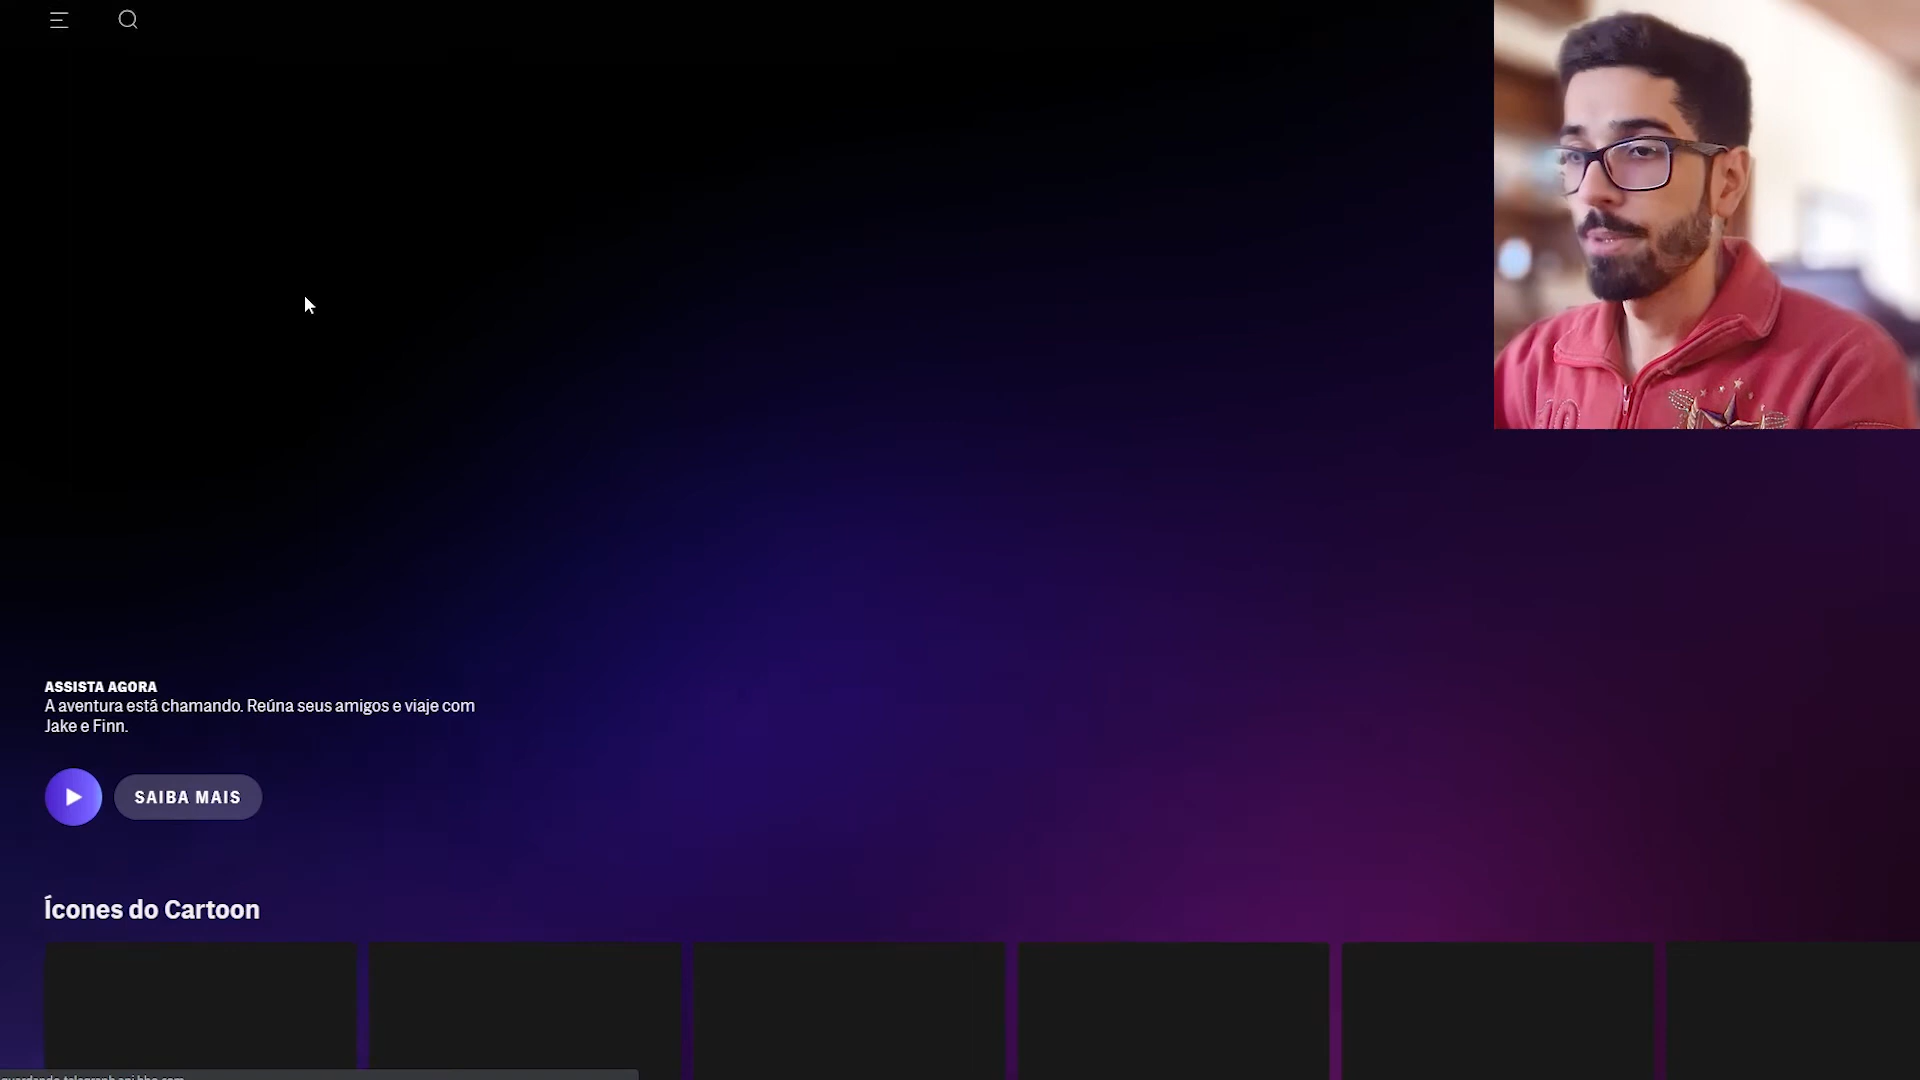 ASSISTA AGORA
A aventura está chamando. Reúna seus amigos e viaje com
Jake e Finn.
SAIBA MAIS
Ícones do Cartoon